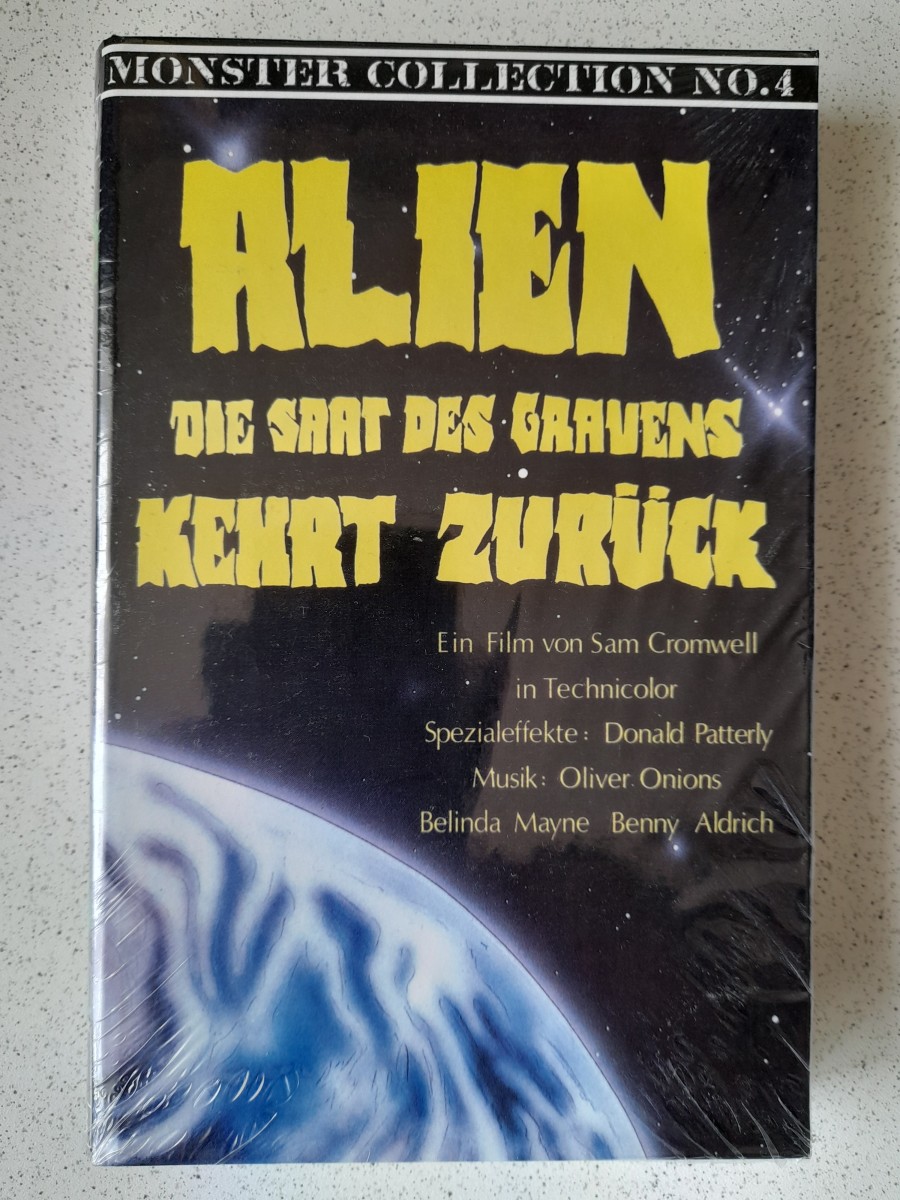 MONSTER COLLECTION NO.4
ALIEN
DIE SAAT DES GRAUENS
KEHRT ZURÜCK
Ein Film von Sam Cromwell
in Technicolor
Spezialeffekte: Donald Patterly
Musik: Oliver Onions
Belinda Mayne Benny Aldrich